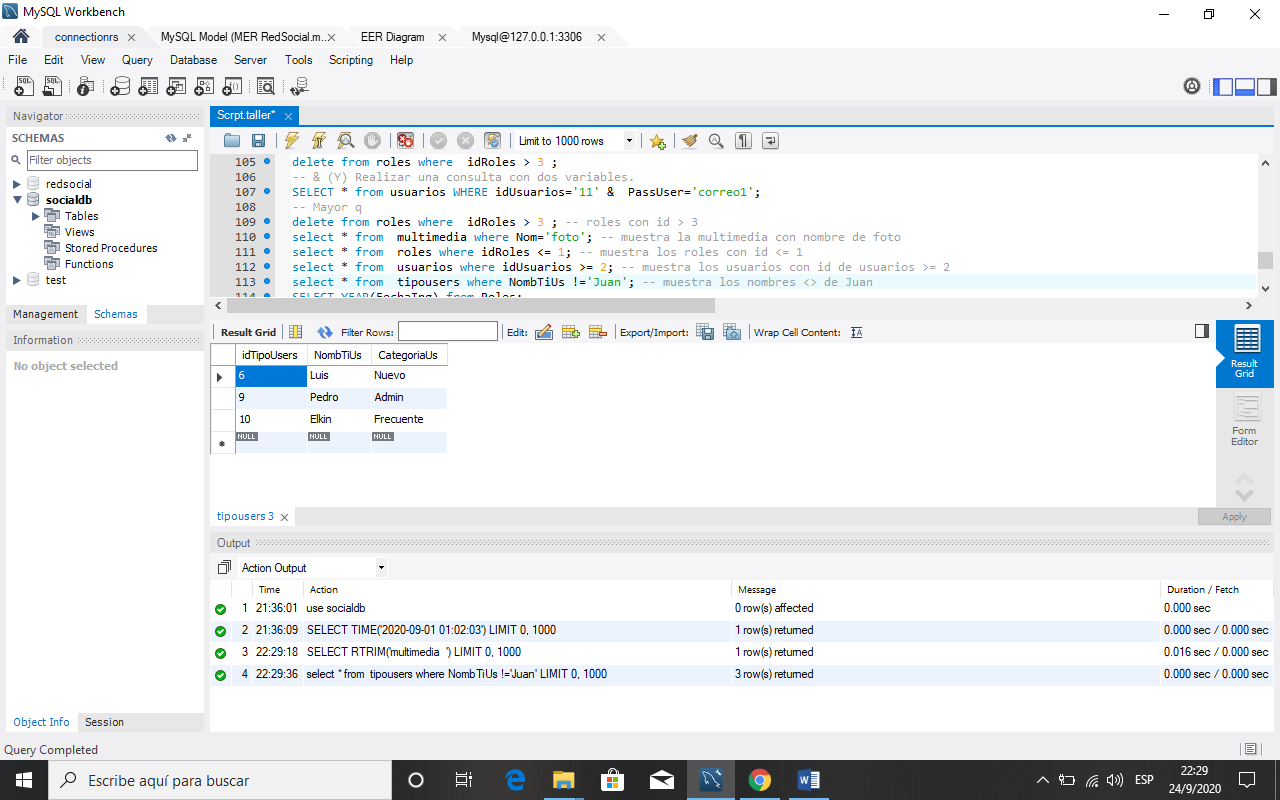 MySQL Workbench
connectionrs
MySQL Model (MER RedSocial.m...
EER Diagram
Mysql@127.0.0.1:3306
File Edit View Query Database Server Tools Scripting Help
Navigator
SCHEMAS
Filter objects
redsocial
socialdb
Tables
Views
Stored Procedures
Functions
test
Management Schemas
Information
No object selected
Object Info Session
Scrpt.taller*
Limit to 1000 rows
105 delete from roles where  idRoles > 3 ;
106 -- & (Y) Realizar una consulta con dos variables.
107 SELECT * from usuarios WHERE idUsuarios='11' &  PassUser='correo1';
108 -- Mayor q
109 delete from roles where  idRoles > 3 ; -- roles con id > 3
110 select * from  multimedia where Nom='foto'; -- muestra la multimedia con nombre de foto
111 select * from  roles where idRoles <= 1; -- muestra los roles con id <= 1
112 select * from  usuarios where idUsuarios >= 2; -- muestra los usuarios con id de usuarios >= 2
113 select * from  tipousers where NombTiUs !='Juan'; -- muestra los nombres <> de Juan
114 SELECT YEAR(FechaIng) from Roles;
Result Grid Filter Rows: Edit: Export/Import: Wrap Cell Content:
idTipoUsers NombTiUs CategoriaUs
6 Luis Nuevo
9 Pedro Admin
10 Elkin Frecuente
NULL NULL NULL
Result Grid
Form Editor
tipousers 3
Apply
Output
Action Output
Time Action Message Duration / Fetch
1 21:36:01 use socialdb 0 row(s) affected 0.000 sec
2 21:36:09 SELECT TIME('2020-09-01 01:02:03') LIMIT 0, 1000 1 row(s) returned 0.000 sec / 0.000 sec
3 22:29:18 SELECT RTRIM('multimedia  ') LIMIT 0, 1000 1 row(s) returned 0.016 sec / 0.000 sec
4 22:29:36 select * from  tipousers where NombTiUs !='Juan' LIMIT 0, 1000 3 row(s) returned 0.000 sec / 0.000 sec
Query Completed
Escribe aquí para buscar
ESP
22:29
24/9/2020